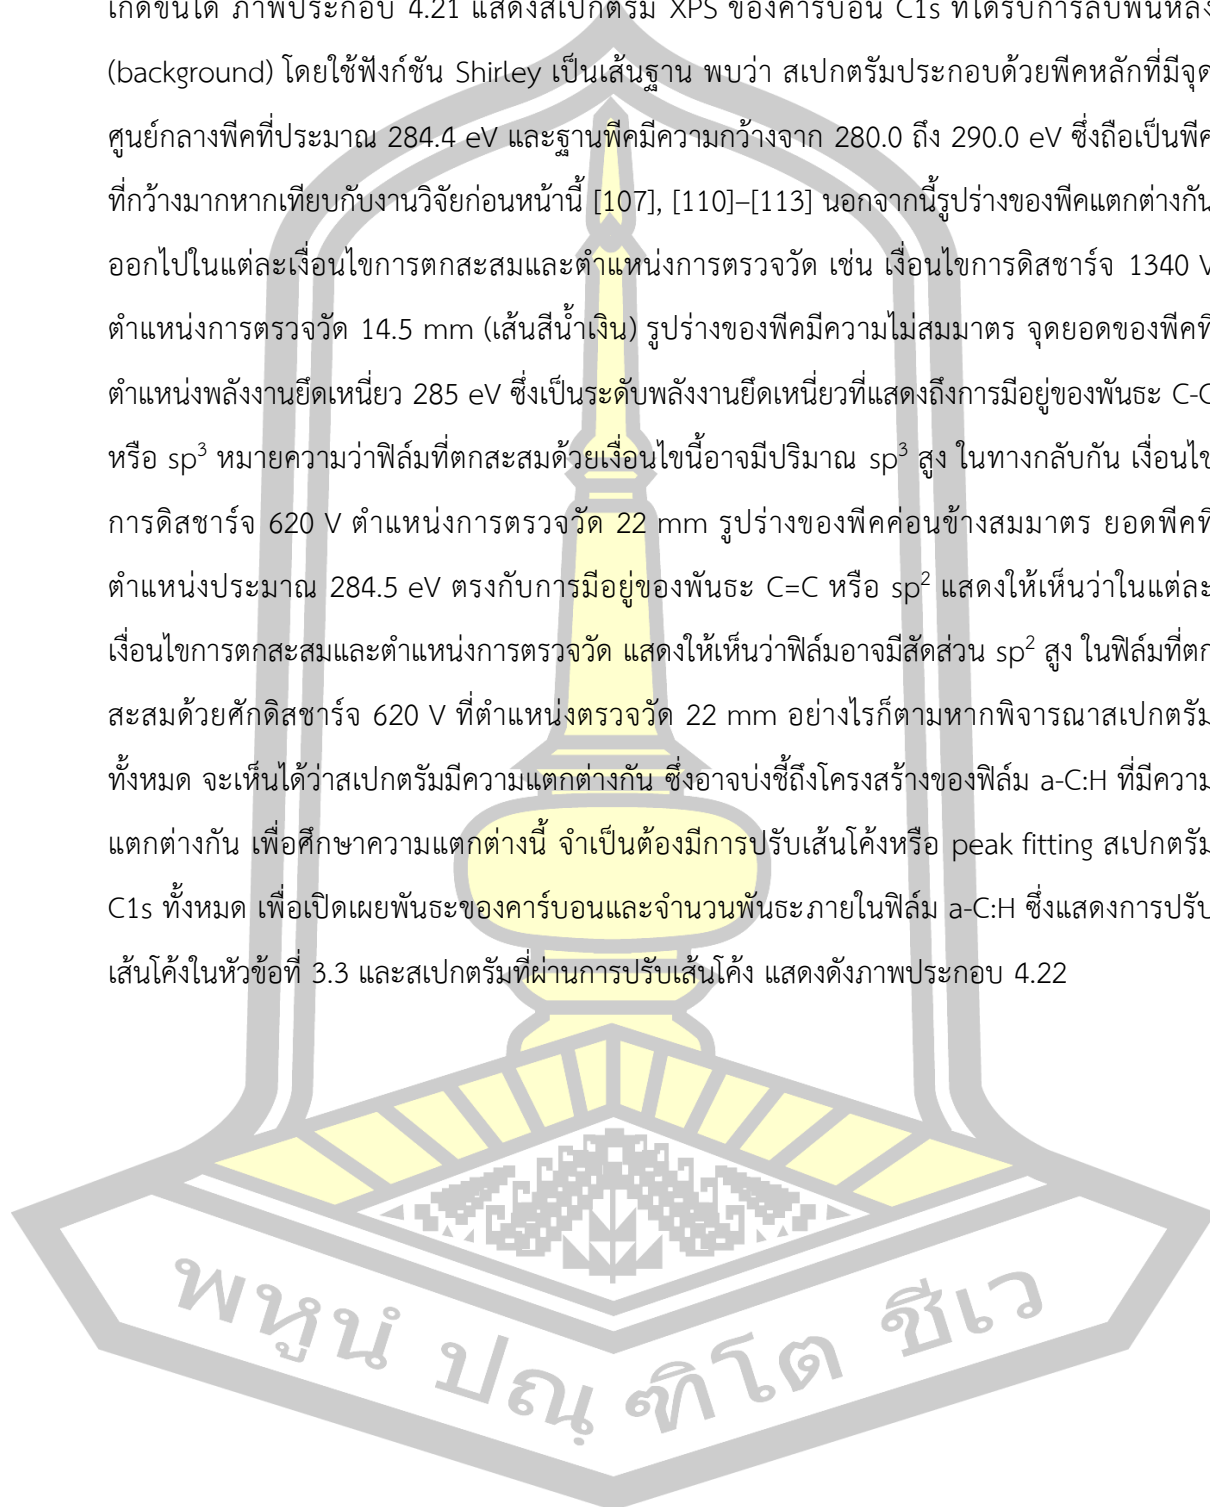 เกิดขึ้นได้ ภาพประกอบ 4.21 แสดงสเปกตรัม XPS ของคาร์บอน C1s ที่ได้รับการลบพื้นหลัง
(background) โดยใช้ฟังก์ชัน Shirley เป็นเส้นฐาน พบว่า สเปกตรัมประกอบด้วยพีคหลักที่มีจุด
ศูนย์กลางพีคที่ประมาณ 284.4 eV และฐานพีคมีความกว้างจาก 280.0 ถึง 290.0 eV ซึ่งถือเป็นพีค
ที่กว้างมากหากเทียบกับงานวิจัยก่อนหน้านี้ [107], [110]–[113] นอกจากนี้รูปร่างของพีคแตกต่างกัน
ออกไปในแต่ละเงื่อนไขการตกสะสมและตำแหน่งการตรวจวัด เช่น เงื่อนไขการดิสชาร์จ 1340 V
ตำแหน่งการตรวจวัด 14.5 mm (เส้นสีน้ำเงิน) รูปร่างของพีคมีความไม่สมมาตร จุดยอดของพีคที่
ตำแหน่งพลังงานยึดเหนี่ยว 285 eV ซึ่งเป็นระดับพลังงานยึดเหนี่ยวที่แสดงถึงการมีอยู่ของพันธะ C-C
หรือ sp³ หมายความว่าฟิล์มที่ตกสะสมด้วยเงื่อนไขนี้อาจมีปริมาณ sp³ สูง ในทางกลับกัน เงื่อนไข
การดิสชาร์จ 620 V ตำแหน่งการตรวจวัด 22 mm รูปร่างของพีคค่อนข้างสมมาตร ยอดพีคที่
ตำแหน่งประมาณ 284.5 eV ตรงกับการมีอยู่ของพันธะ C=C หรือ sp² แสดงให้เห็นว่าในแต่ละ
เงื่อนไขการตกสะสมและตำแหน่งการตรวจวัด แสดงให้เห็นว่าฟิล์มอาจมีสัดส่วน sp² สูง ในฟิล์มที่ตก
สะสมด้วยศักดิสชาร์จ 620 V ที่ตำแหน่งตรวจวัด 22 mm อย่างไรก็ตามหากพิจารณาสเปกตรัม
ทั้งหมด จะเห็นได้ว่าสเปกตรัมมีความแตกต่างกัน ซึ่งอาจบ่งชี้ถึงโครงสร้างของฟิล์ม a-C:H ที่มีความ
แตกต่างกัน เพื่อศึกษาความแตกต่างนี้ จำเป็นต้องมีการปรับเส้นโค้งหรือ peak fitting สเปกตรัม
C1s ทั้งหมด เพื่อเปิดเผยพันธะของคาร์บอนและจำนวนพันธะภายในฟิล์ม a-C:H ซึ่งแสดงการปรับ
เส้นโค้งในหัวข้อที่ 3.3 และสเปกตรัมที่ผ่านการปรับเส้นโค้ง แสดงดังภาพประกอบ 4.22
พหูนํ ปณฺฑิโต ชีเว